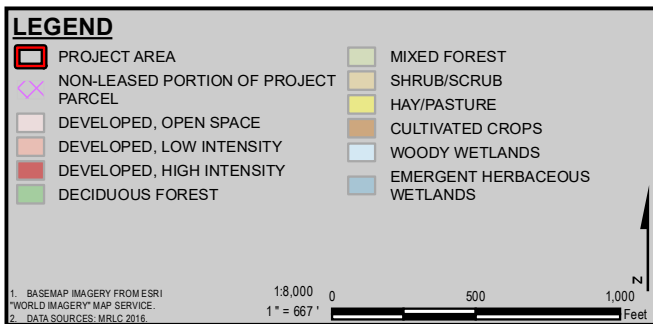 LEGEND
PROJECT AREA
NON-LEASED PORTION OF PROJECT
PARCEL
DEVELOPED, OPEN SPACE
DEVELOPED, LOW INTENSITY
DEVELOPED, HIGH INTENSITY
DECIDUOUS FOREST
MIXED FOREST
SHRUB/SCRUB
HAY/PASTURE
CULTIVATED CROPS
WOODY WETLANDS
EMERGENT HERBACEOUS
WETLANDS
1. BASEMAP IMAGERY FROM ESRI
"WORLD IMAGERY" MAP SERVICE.
2. DATA SOURCES: MRLC 2016.
1:8,000
1 " = 667 '
0 500 1,000
Feet
N